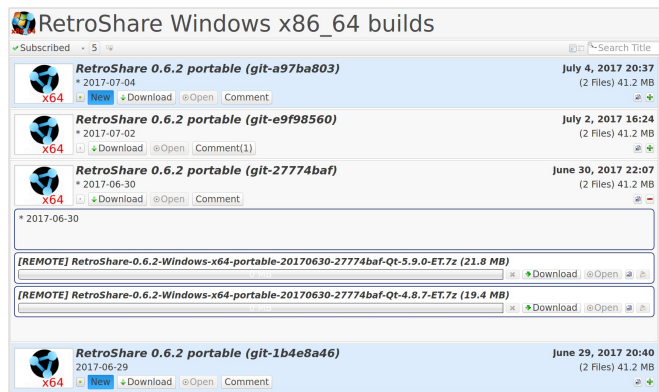 RetroShare Windows x86_64 builds
Subscribed 5 Search Title
RetroShare 0.6.2 portable (git-a97ba803) July 4, 2017 20:37
* 2017-07-04 (2 Files) 41.2 MB
x64 New Download Open Comment
RetroShare 0.6.2 portable (git-e9f98560) July 2, 2017 16:24
* 2017-07-02 (2 Files) 41.2 MB
x64 Download Open Comment(1)
RetroShare 0.6.2 portable (git-27774baf) June 30, 2017 22:07
* 2017-06-30 (2 Files) 41.2 MB
x64 Download Open Comment
* 2017-06-30
[REMOTE] RetroShare-0.6.2-Windows-x64-portable-20170630-27774baf-Qt-5.9.0-ET.7z (21.8 MB)
Download Open
[REMOTE] RetroShare-0.6.2-Windows-x64-portable-20170630-27774baf-Qt-4.8.7-ET.7z (19.4 MB)
Download Open
RetroShare 0.6.2 portable (git-1b4e8a46) June 29, 2017 20:40
2017-06-29 (2 Files) 41.2 MB
x64 New Download Open Comment